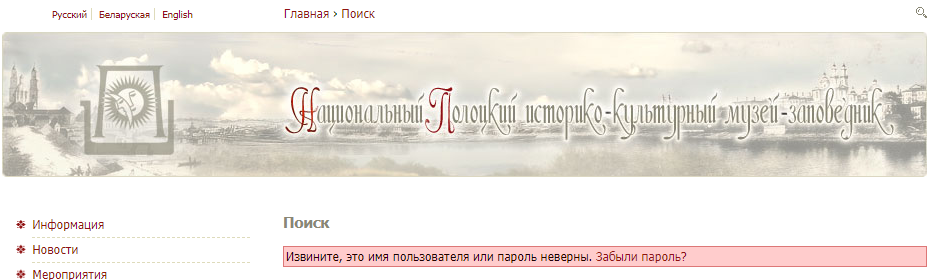 Русский Беларуская English
Главная › Поиск
Национальный Полоцкий историко-культурный музей-заповедник
Информация
Новости
Мероприятия
Поиск
Извините, это имя пользователя или пароль неверны. Забыли пароль?